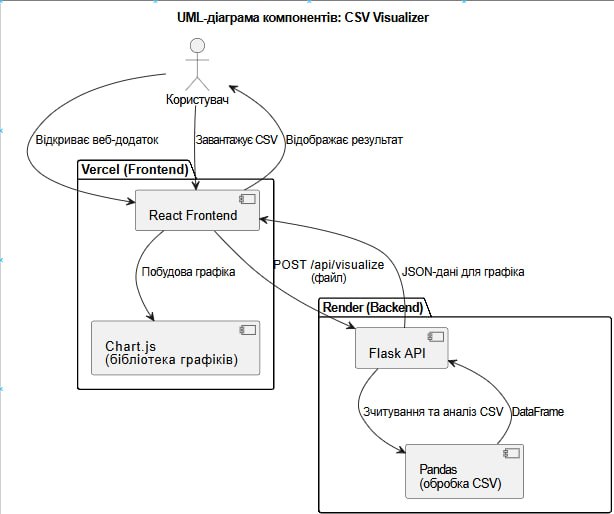 UML-діаграма компонентів: CSV Visualizer
Користувач
Відкриває веб-додаток
Завантажує CSV
Відображає результат
Vercel (Frontend)
React Frontend
Побудова графіка
POST /api/visualize
(файл)
JSON-дані для графіка
Chart.js
(бібліотека графіків)
Render (Backend)
Flask API
Зчитування та аналіз CSV
DataFrame
Pandas
(обробка CSV)